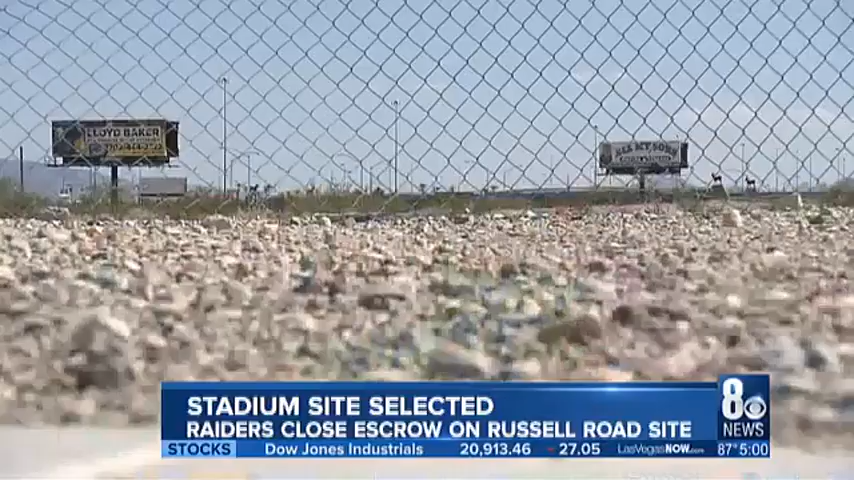 LLOYD BAKER
STADIUM SITE SELECTED
RAIDERS CLOSE ESCROW ON RUSSELL ROAD SITE
8
NEWS
STOCKS Dow Jones Industrials 20,913.46 -27.05 LasVegasNOW.com 87° 5:00